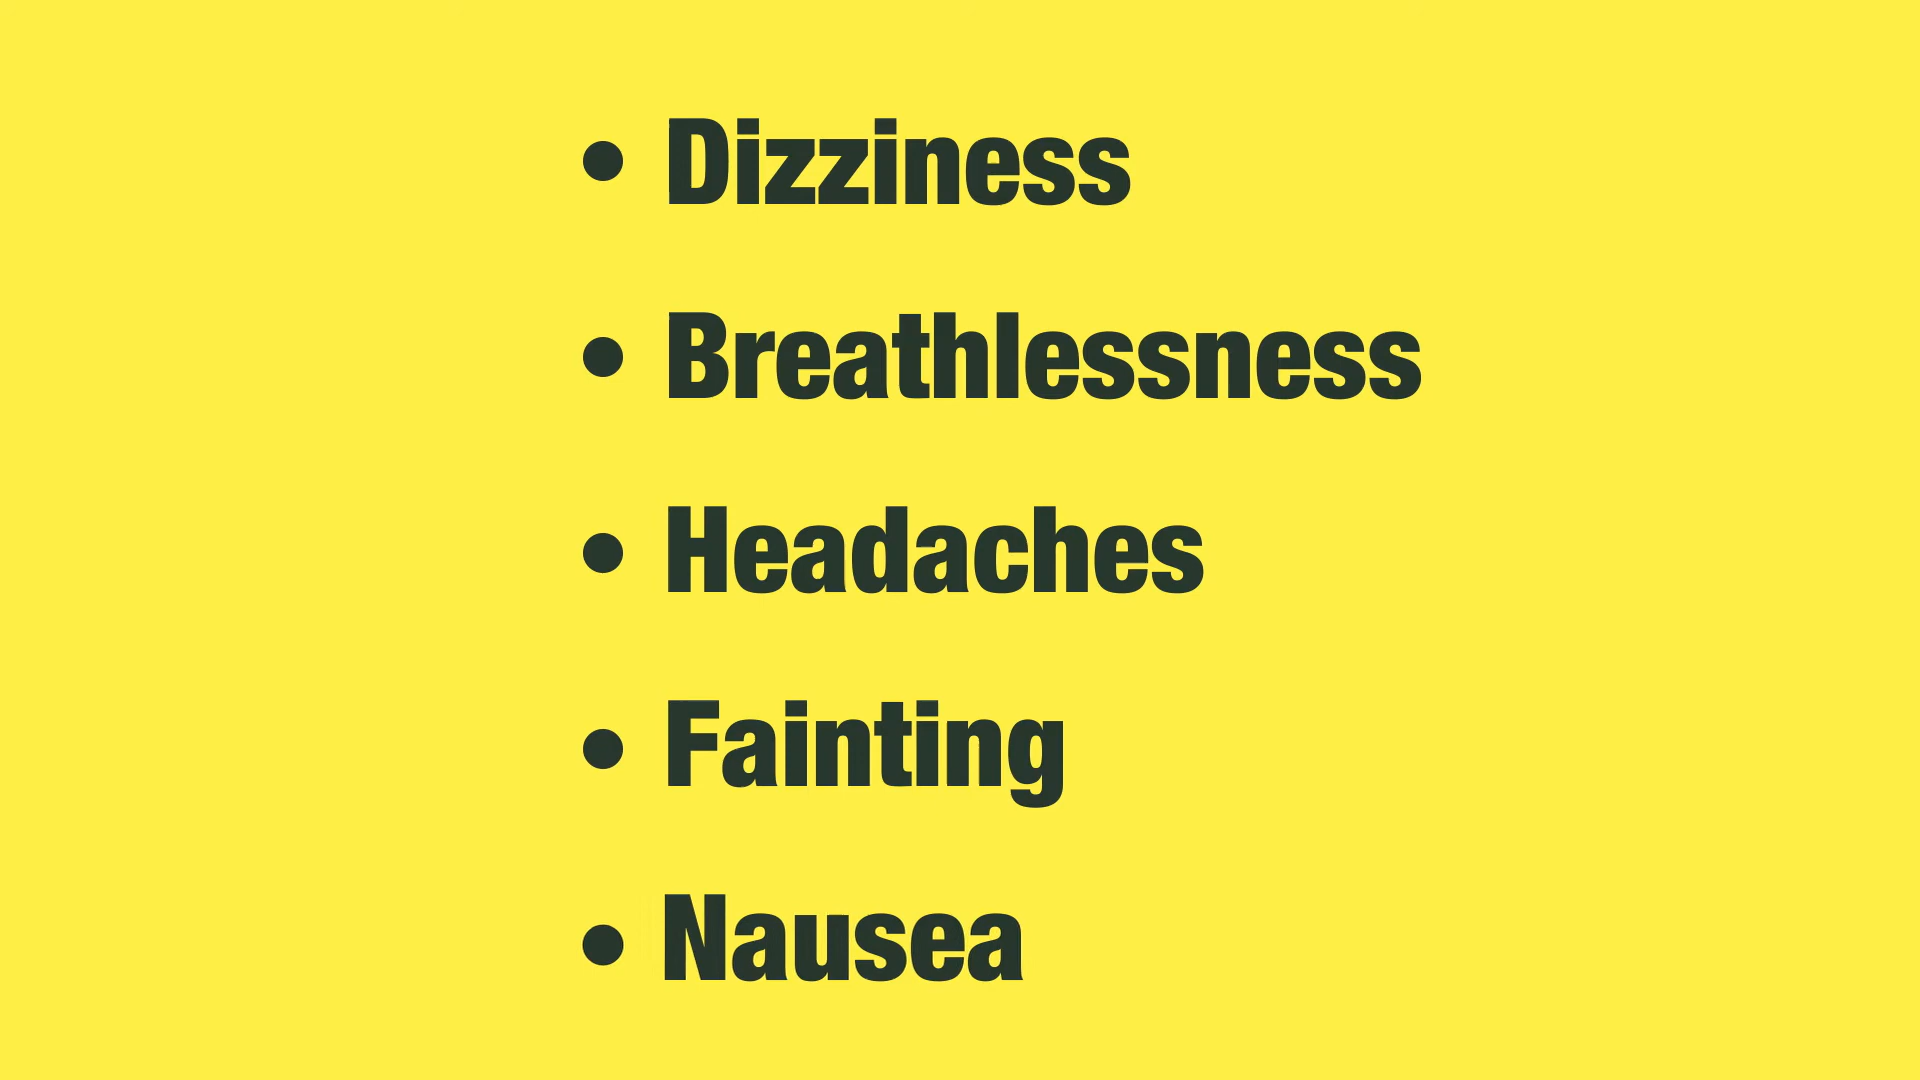 • Dizziness
• Breathlessness
• Headaches
• Fainting
• Nausea